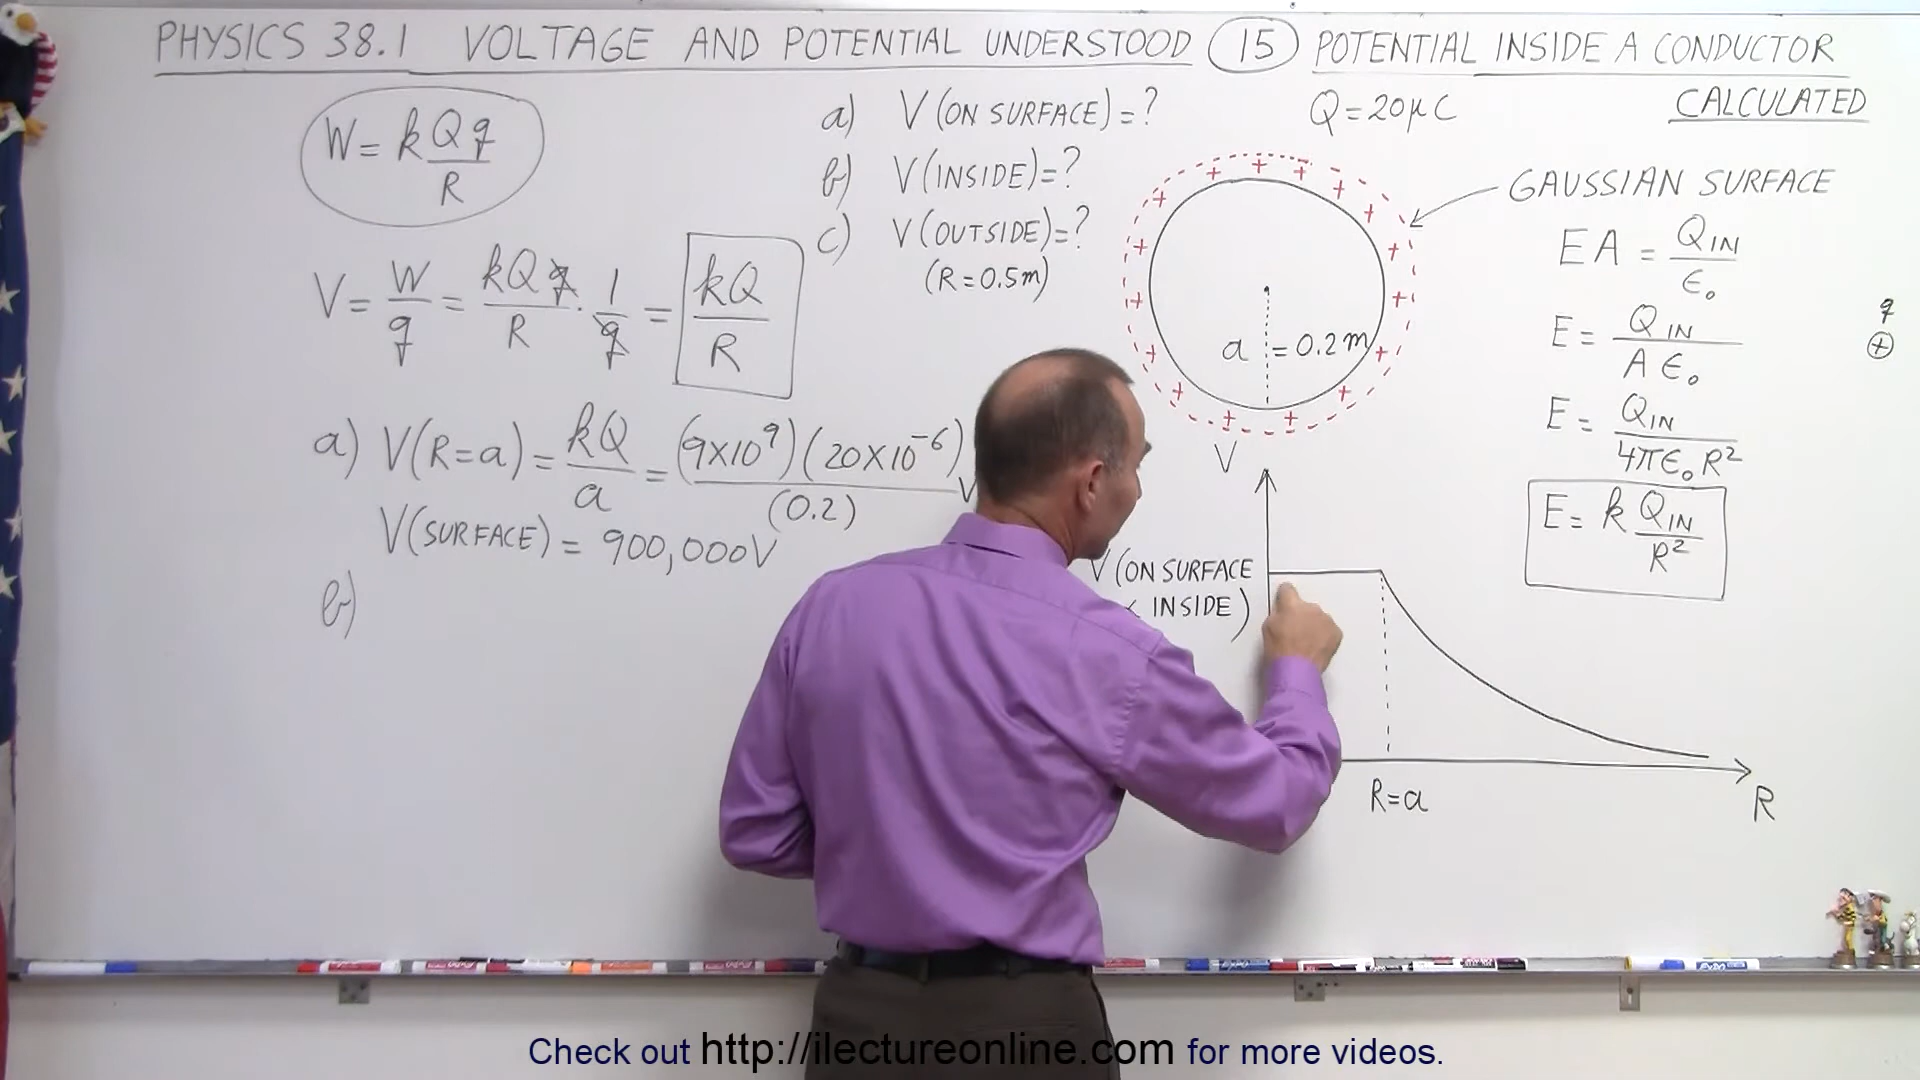 PHYSICS 38.1 VOLTAGE AND POTENTIAL UNDERSTOOD 15 POTENTIAL INSIDE A CONDUCTOR
CALCULATED
W = kQq/R
V = W/q = kQq/R · 1/q = kQ/R
a) V(R=a) = kQ/a = (9×10⁹)(20×10⁻⁶)/(0.2) V
V(SURFACE) = 900,000V
b)
a) V(ON SURFACE) = ?
b) V(INSIDE) = ?
c) V(OUTSIDE) = ?
(R = 0.5m)
Q = 20μC
a = 0.2m
GAUSSIAN SURFACE
EA = Q_IN/ε₀
E = Q_IN/Aε₀
E = Q_IN/4πε₀R²
E = k Q_IN/R²
q
+
V
V(ON SURFACE
INSIDE)
R=a
R
Check out http://ilectureonline.com for more videos.